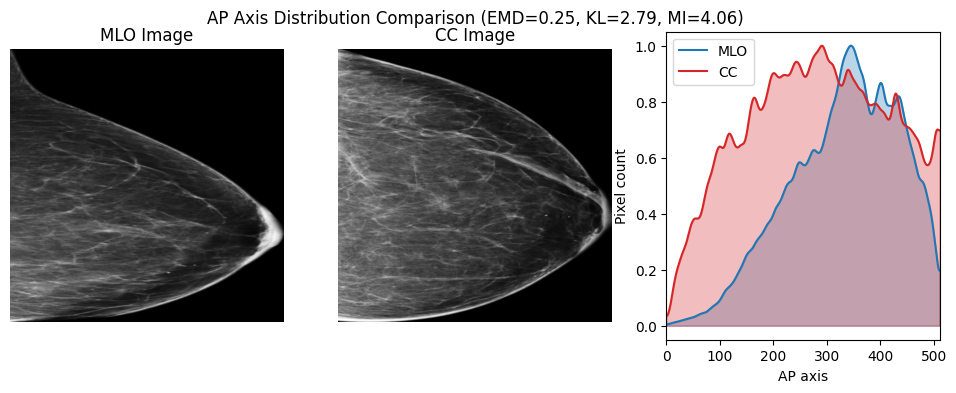 AP Axis Distribution Comparison (EMD=0.25, KL=2.79, MI=4.06)
MLO Image
CC Image
MLO
CC
1.0
0.8
0.6
0.4
0.2
0.0
Pixel count
0
100
200
300
400
500
AP axis